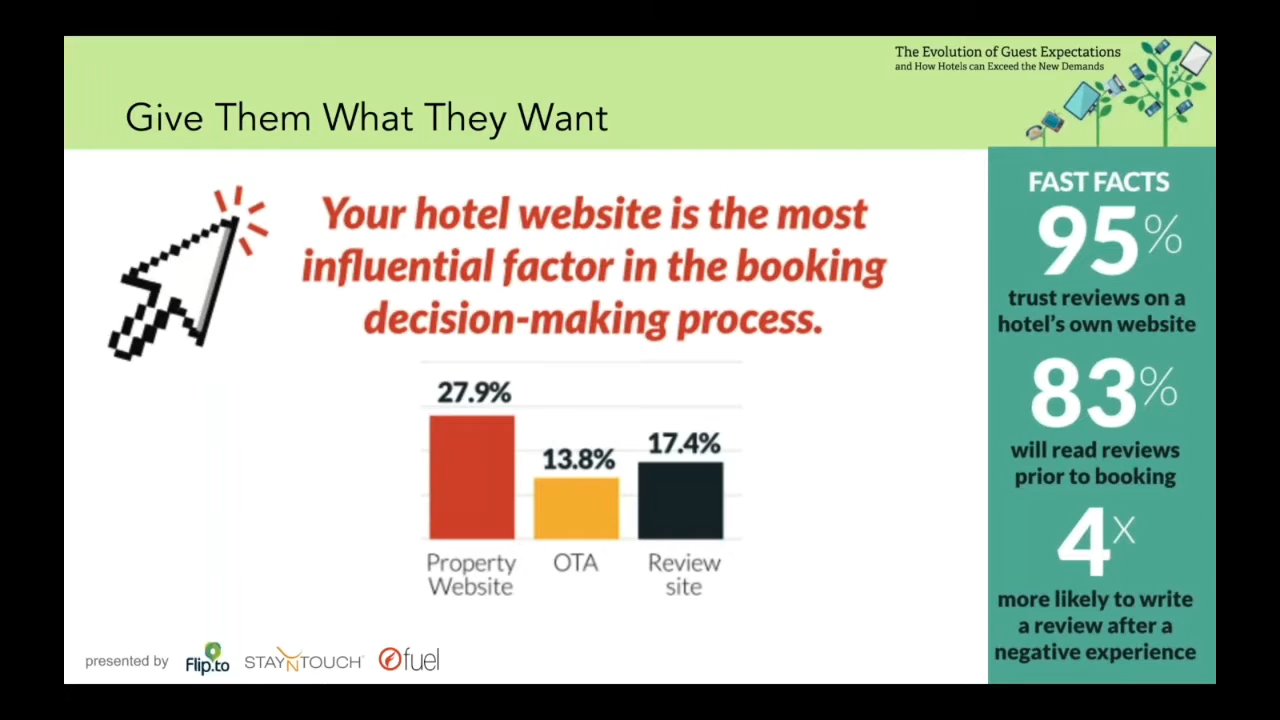 The Evolution of Guest Expectations
and How Hotels can Exceed the New Demands
Give Them What They Want
Your hotel website is the most
influential factor in the booking
decision-making process.
27.9%
13.8%
17.4%
Property
Website
OTA
Review
site
FAST FACTS
95%
trust reviews on a
hotel's own website
83%
will read reviews
prior to booking
4X
more likely to write
a review after a
negative experience
presented by
Flip.to
STAYNTOUCH
fuel